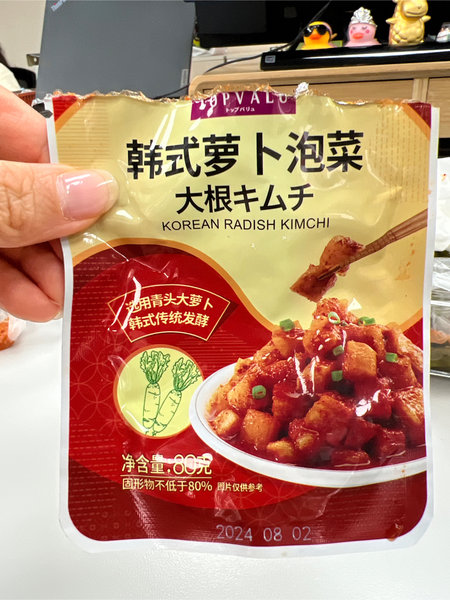 TOPVALU
トップバリュ
韩式萝卜泡菜
大根キムチ
KOREAN RADISH KIMCHI
选用青头大萝卜
韩式传统发酵
净含量:80克
固形物不低于80% 图片仅供参考
2024 08 02